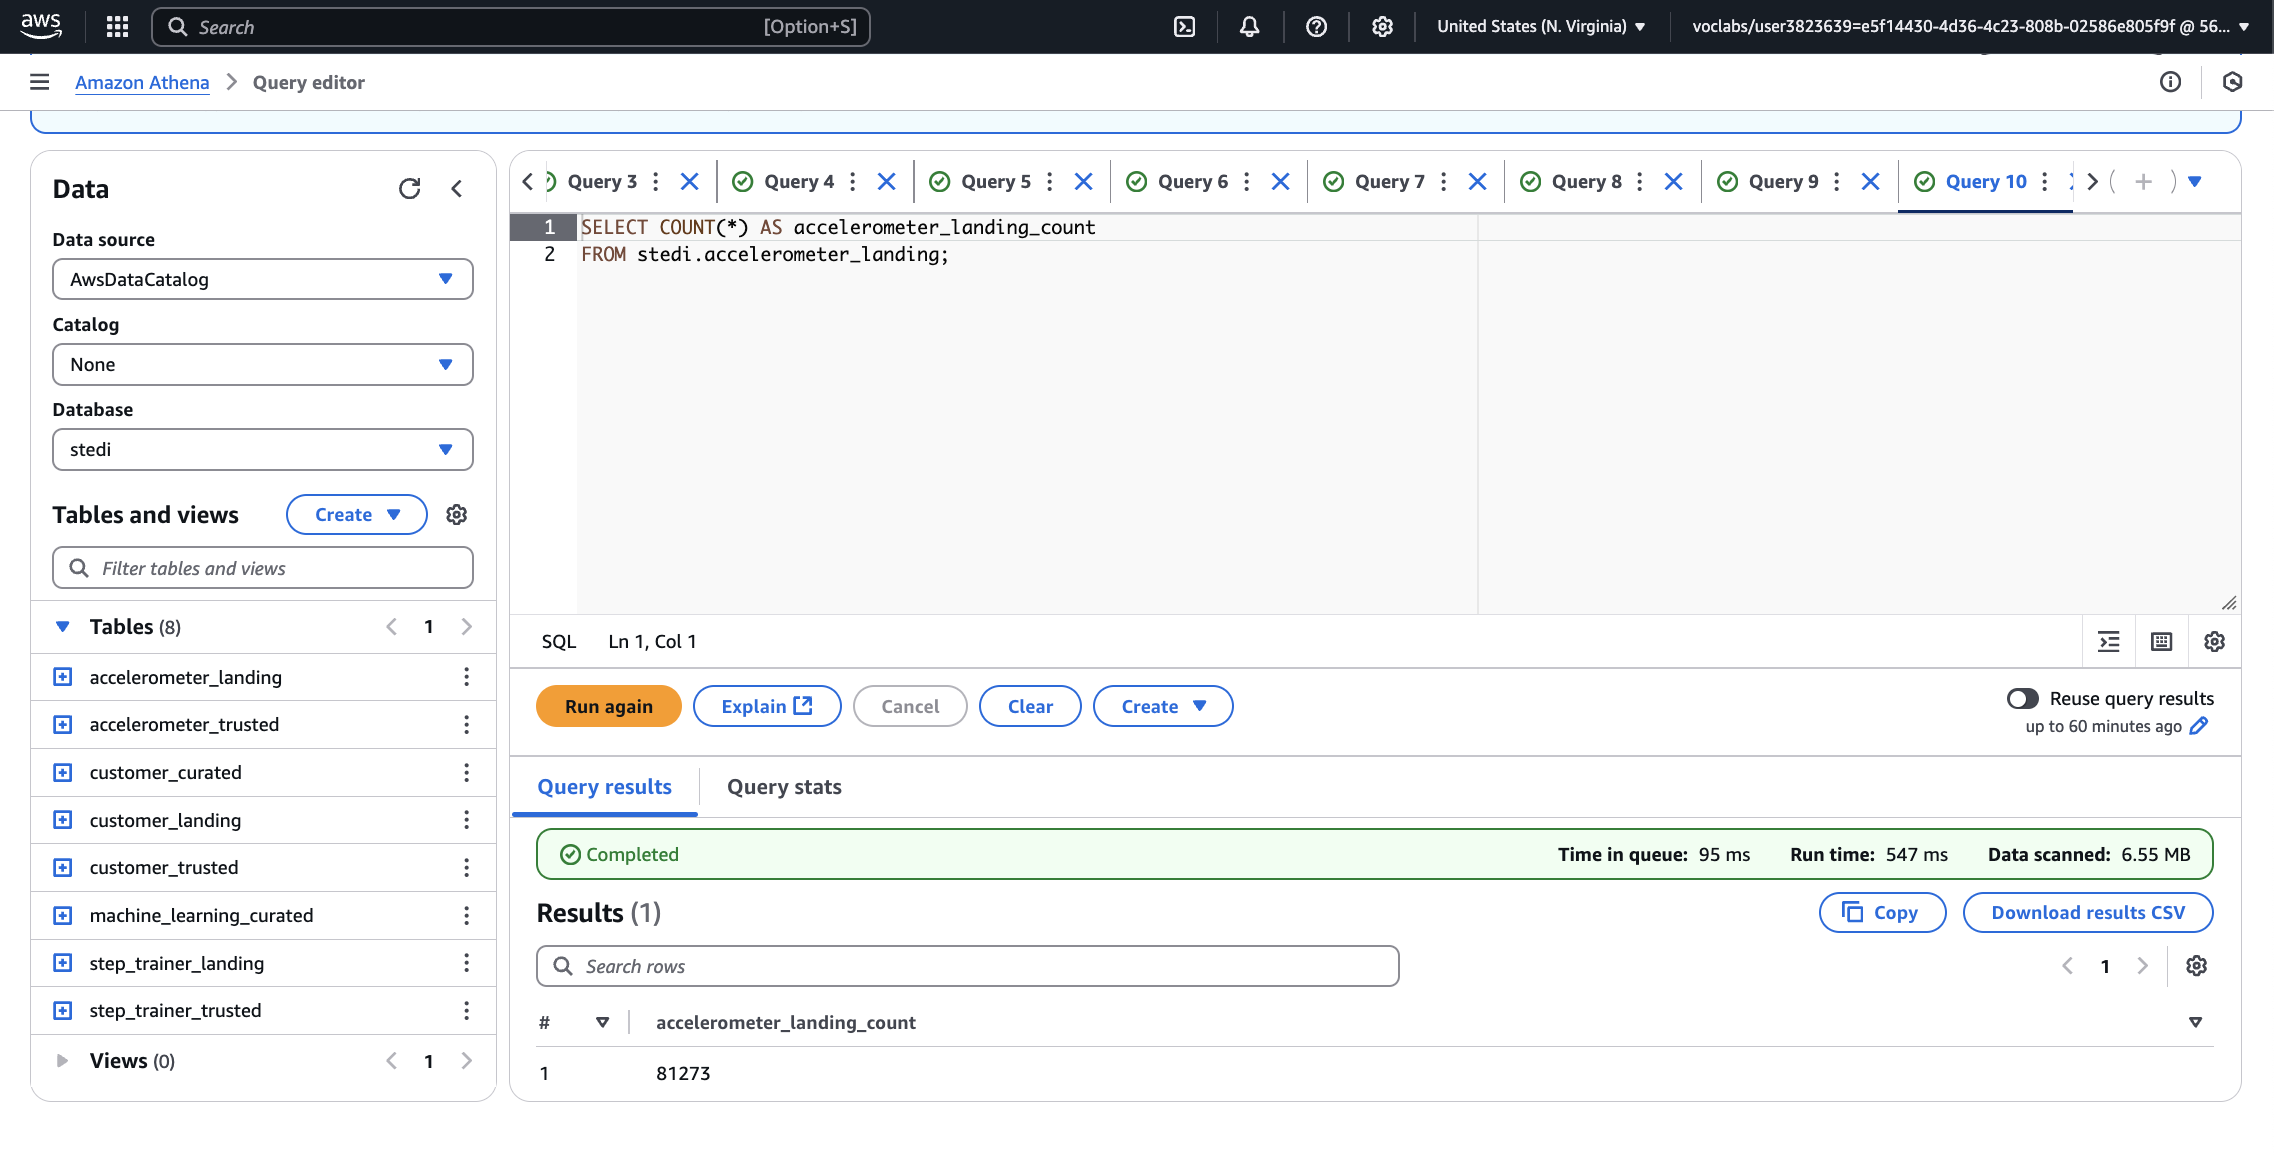 aws
Search
[Option+S]
United States (N. Virginia)
voclabs/user3823639=e5f14430-4d36-4c23-808b-02586e805f9f @ 56...
Amazon Athena
Query editor
Data
Data source
AwsDataCatalog
Catalog
None
Database
stedi
Tables and views
Create
Filter tables and views
Tables (8)
1
accelerometer_landing
accelerometer_trusted
customer_curated
customer_landing
customer_trusted
machine_learning_curated
step_trainer_landing
step_trainer_trusted
Views (0)
1
Query 3
Query 4
Query 5
Query 6
Query 7
Query 8
Query 9
Query 10
1 SELECT COUNT(*) AS accelerometer_landing_count
2 FROM stedi.accelerometer_landing;
SQL
Ln 1, Col 1
Run again
Explain
Cancel
Clear
Create
Reuse query results
up to 60 minutes ago
Query results
Query stats
Completed
Time in queue: 95 ms
Run time: 547 ms
Data scanned: 6.55 MB
Results (1)
Copy
Download results CSV
Search rows
1
# accelerometer_landing_count
1 81273